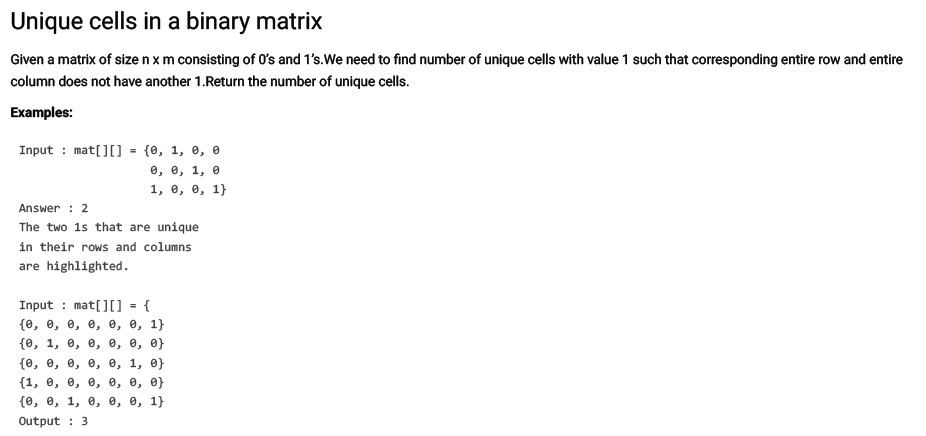 Unique cells in a binary matrix
Given a matrix of size n x m consisting of 0's and 1's.We need to find number of unique cells with value 1 such that corresponding entire row and entire
column does not have another 1.Return the number of unique cells.
Examples:
Input : mat[][] = {0, 1, 0, 0
0, 0, 1, 0
1, 0, 0, 1}
Answer : 2
The two 1s that are unique
in their rows and columns
are highlighted.
Input : mat[][] = {
{0, 0, 0, 0, 0, 0, 1}
{0, 1, 0, 0, 0, 0, 0}
{0, 0, 0, 0, 0, 1, 0}
{1, 0, 0, 0, 0, 0, 0}
{0, 0, 1, 0, 0, 0, 1}
Output : 3